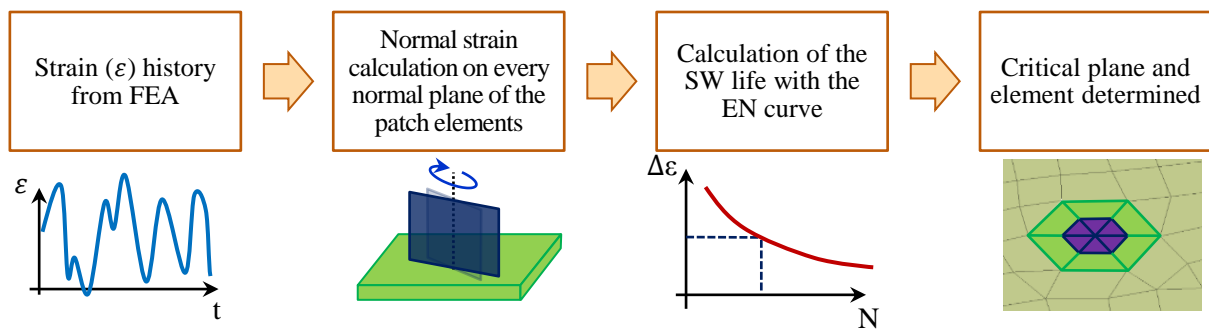 Strain (ε) history
from FEA
Normal strain
calculation on every
normal plane of the
patch elements
Calculation of the
SW life with the
EN curve
Critical plane and
element determined
ε
t
Δε
N